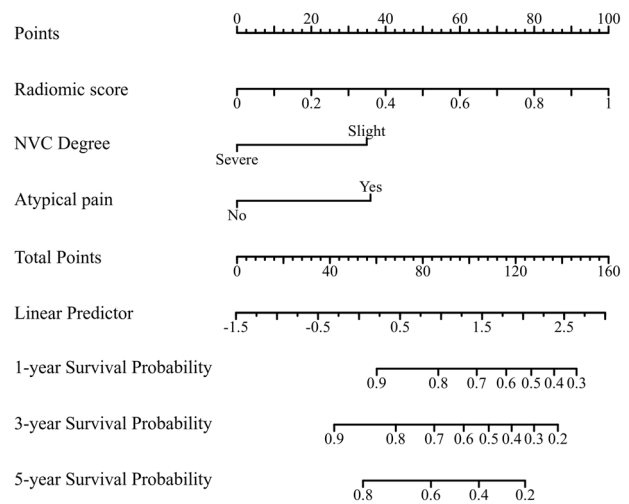 Points 0 20 40 60 80 100
Radiomic score 0 0.2 0.4 0.6 0.8 1
NVC Degree Severe Slight
Atypical pain No Yes
Total Points 0 40 80 120 160
Linear Predictor -1.5 -0.5 0.5 1.5 2.5
1-year Survival Probability 0.9 0.8 0.7 0.6 0.5 0.4 0.3
3-year Survival Probability 0.9 0.8 0.7 0.6 0.5 0.4 0.3 0.2
5-year Survival Probability 0.8 0.6 0.4 0.2